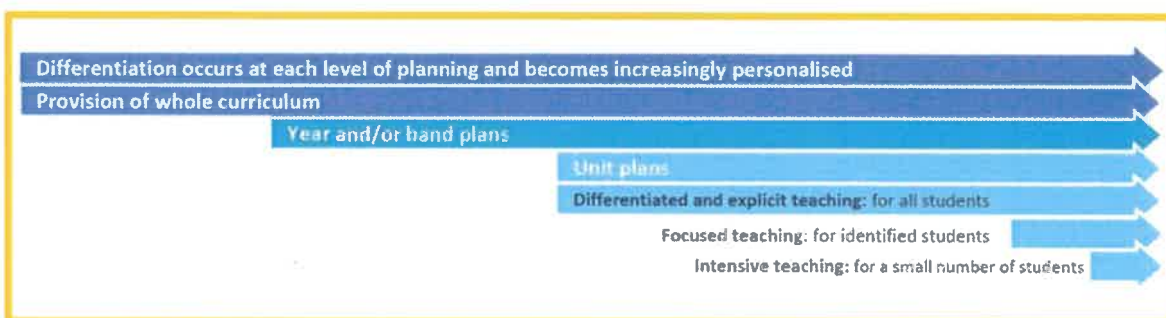 Differentiation occurs at each level of planning and becomes increasingly personalised
Provision of whole curriculum
Year and/or band plans
Unit plans
Differentiated and explicit teaching: for all students
Focused teaching: for identified students
Intensive teaching: for a small number of students